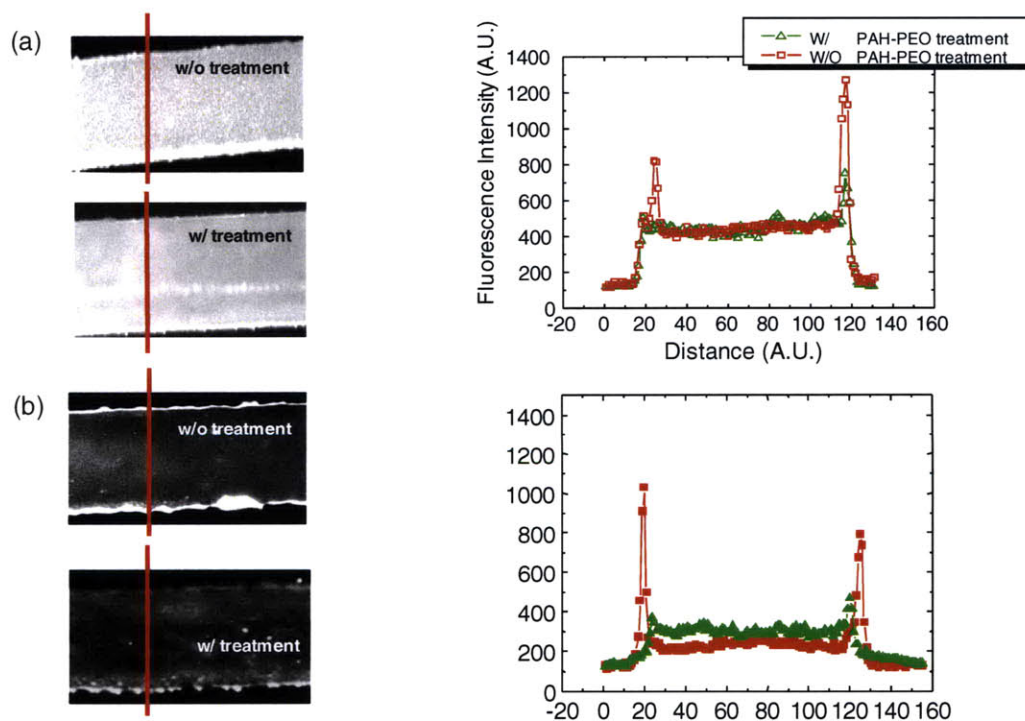 (a)
w/o treatment
w/ treatment
(b)
w/o treatment
w/ treatment
W/ PAH-PEO treatment
W/O PAH-PEO treatment
Fluorescence Intensity (A.U.)
1400
1200
1000
800
600
400
200
0
-20 0 20 40 60 80 100 120 140 160
Distance (A.U.)
1400
1200
1000
800
600
400
200
0
-20 0 20 40 60 80 100 120 140 160